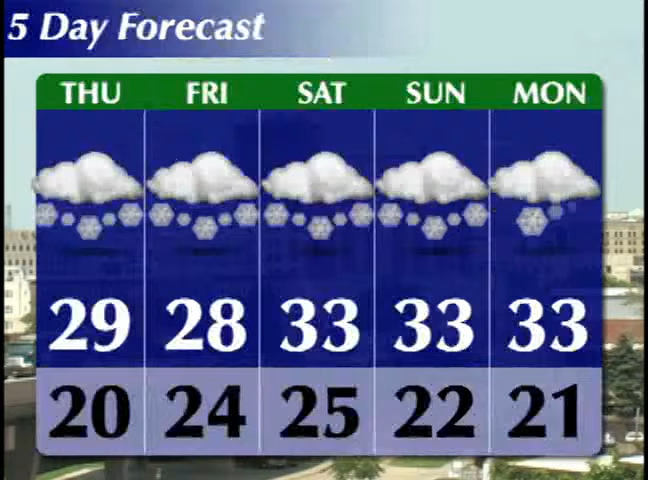 5 Day Forecast
THU FRI SAT SUN MON
29 28 33 33 33
20 24 25 22 21